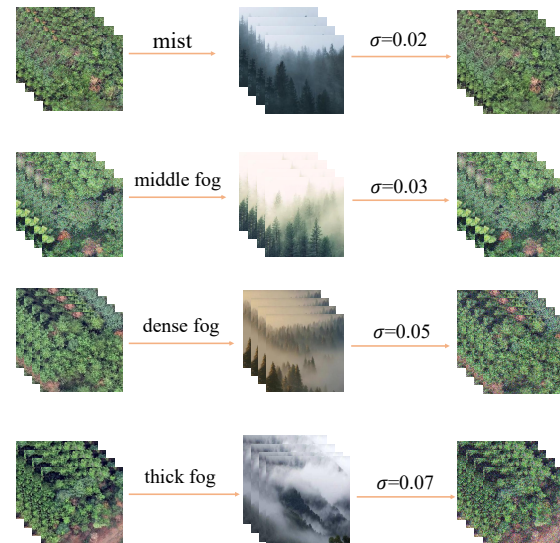 mist
σ=0.02
middle fog
σ=0.03
dense fog
σ=0.05
thick fog
σ=0.07